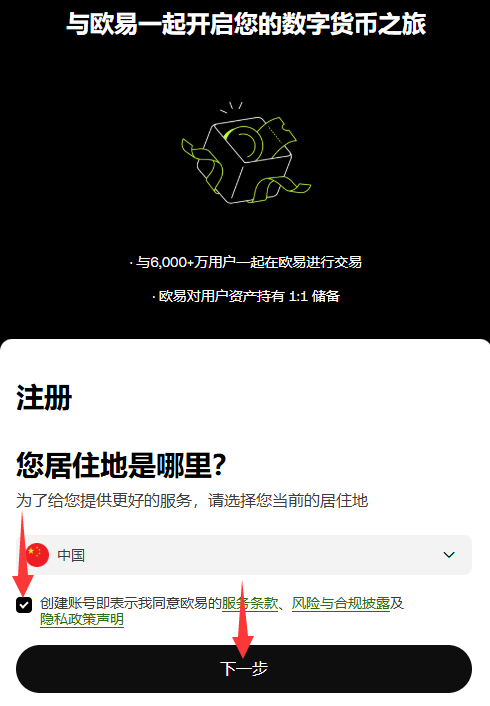 与欧易一起开启您的数字货币之旅
· 与6,000+万用户一起在欧易进行交易
· 欧易对用户资产持有 1:1 储备
注册
您居住地是哪里？
为了给您提供更好的服务，请选择您当前的居住地
中国
创建账号即表示我同意欧易的服务条款、风险与合规披露及
隐私政策声明
下一步